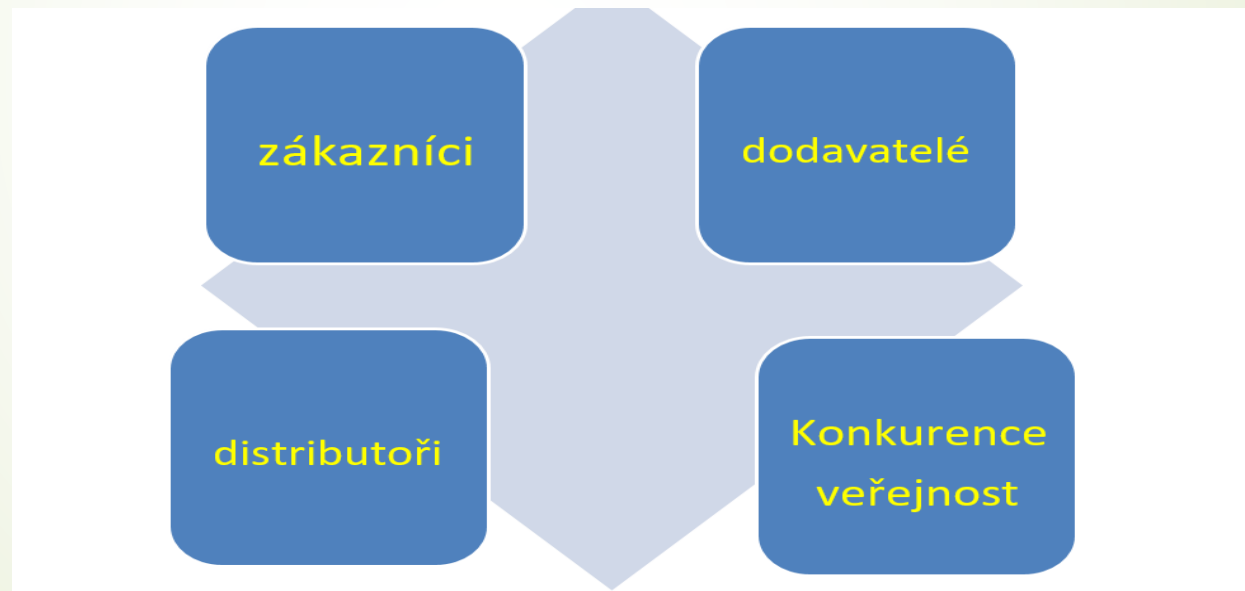 zákazníci
dodavatelé
distributoři
Konkurence
veřejnost